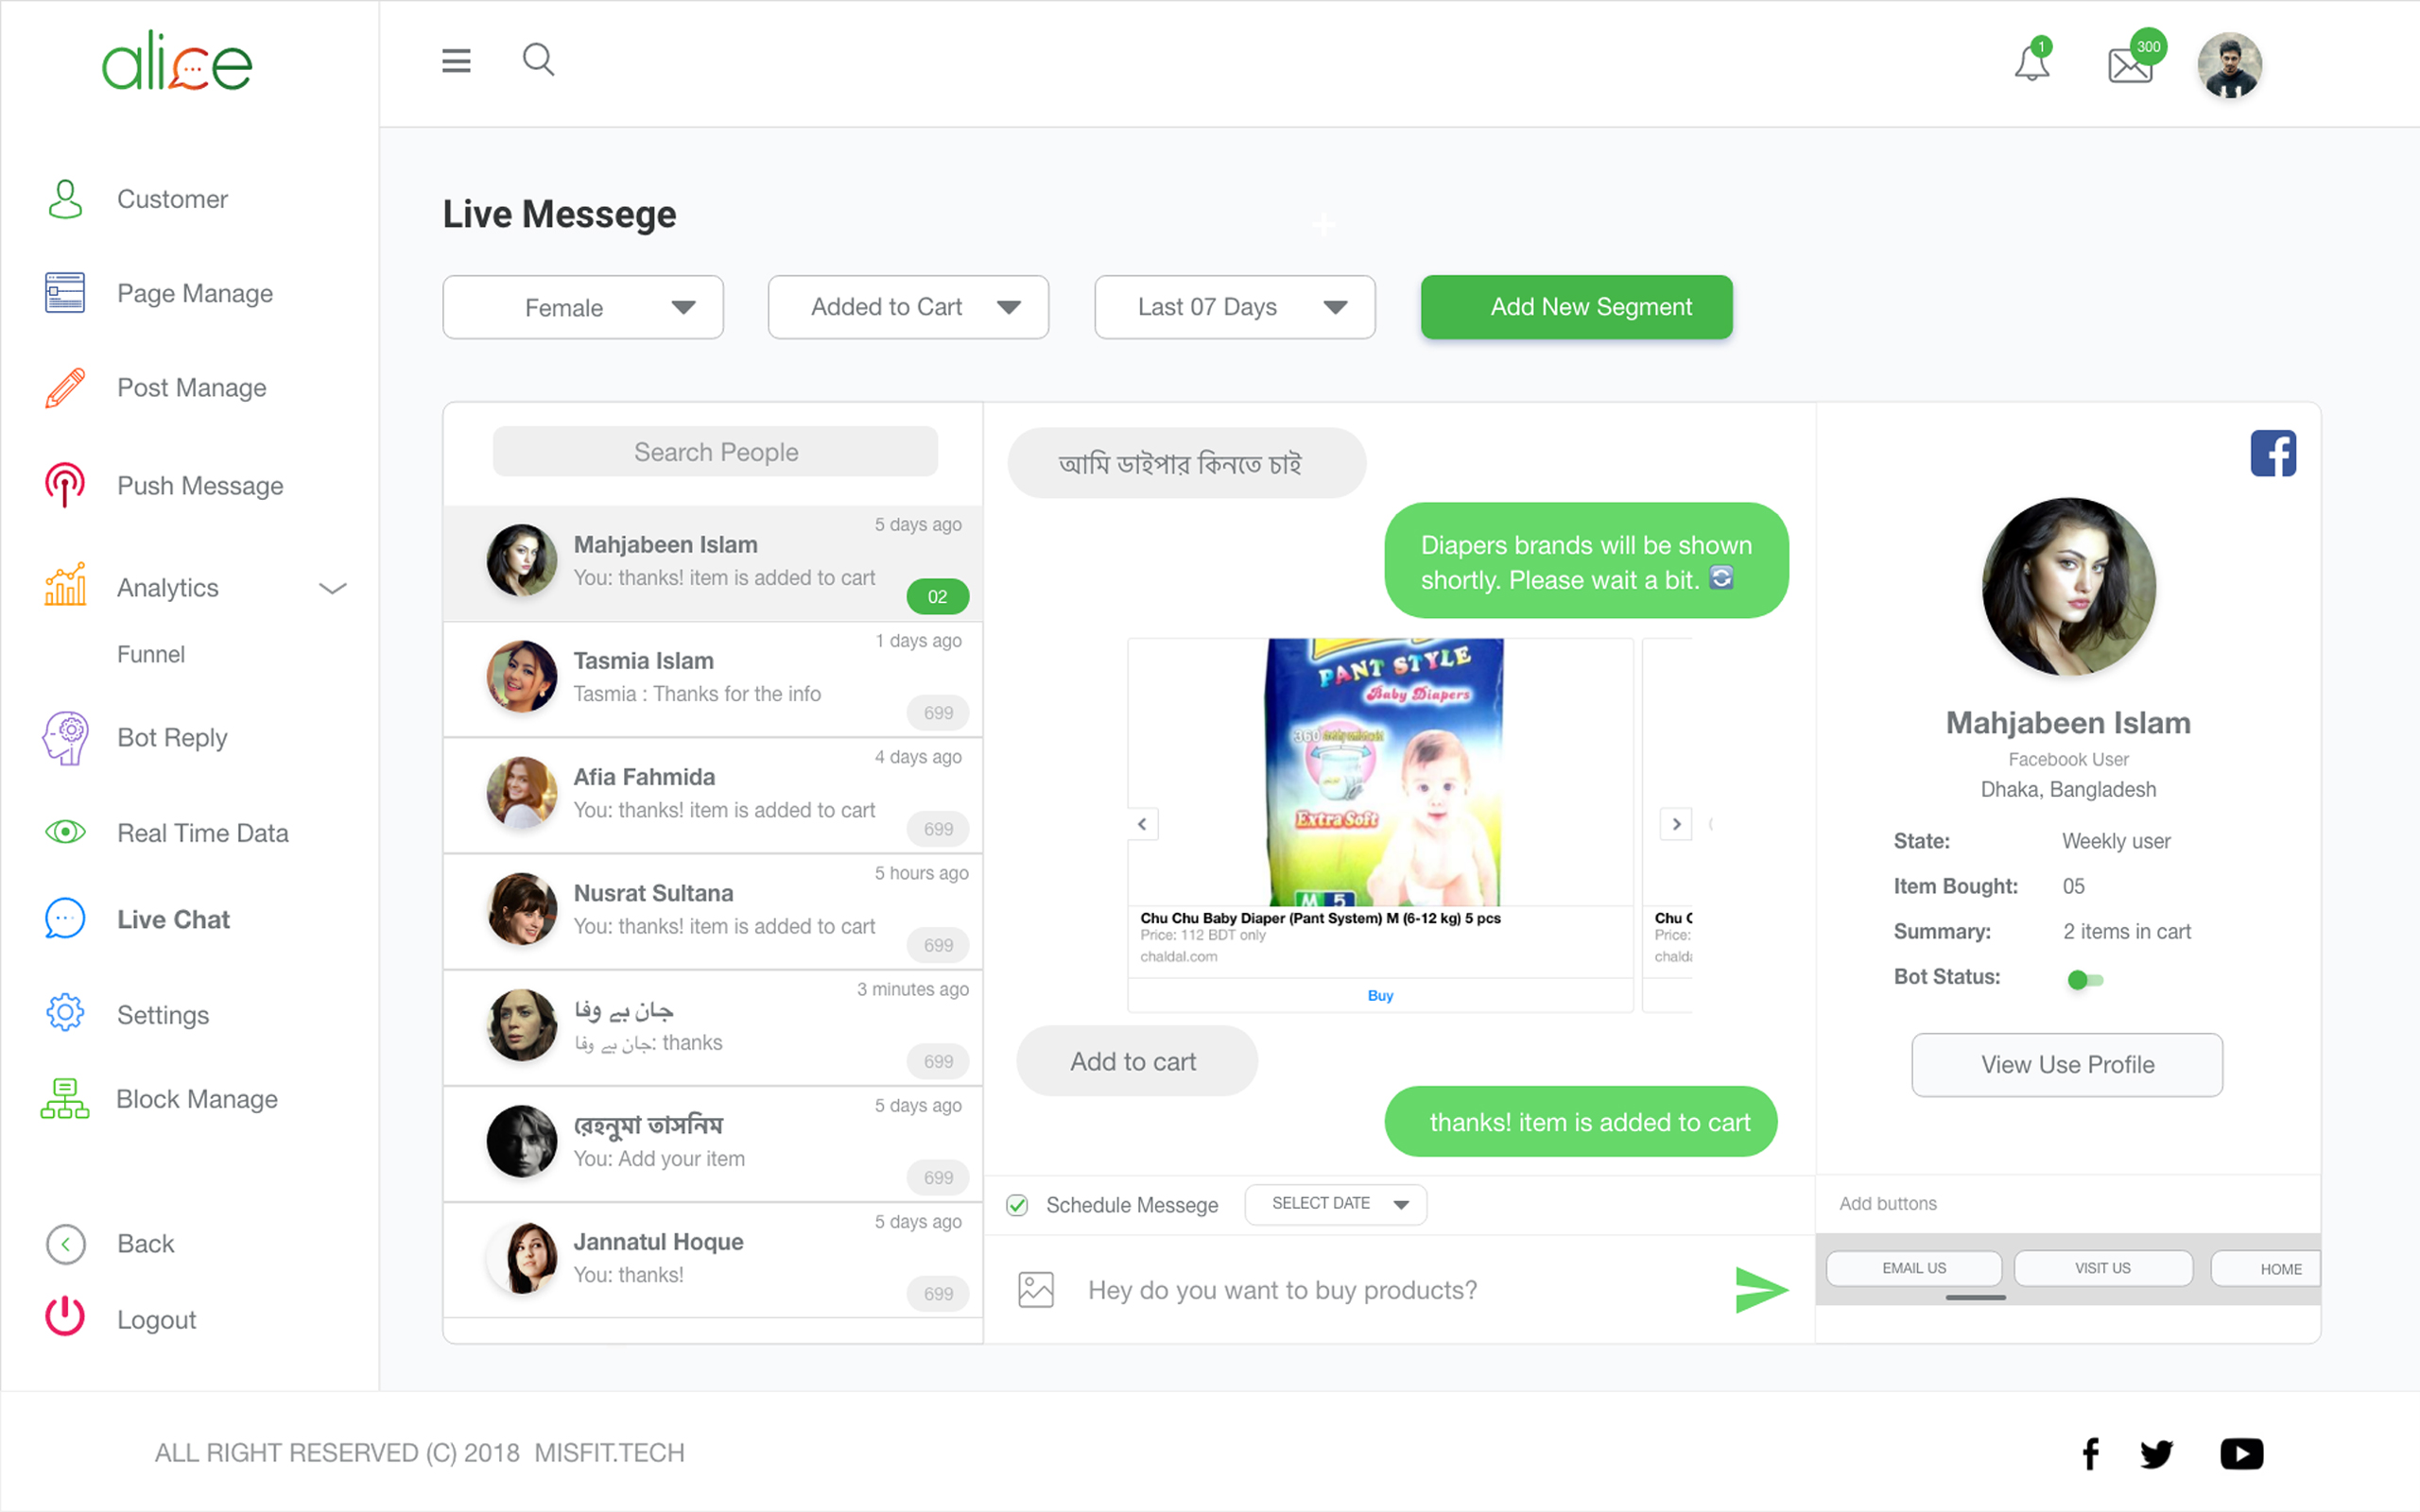 alice
1
300
Customer
Page Manage
Post Manage
Push Message
Analytics
Funnel
Bot Reply
Real Time Data
Live Chat
Settings
Block Manage
Back
Logout
Live Messege
Female
Added to Cart
Last 07 Days
Add New Segment
Search People
Mahjabeen Islam
5 days ago
You: thanks! item is added to cart
02
Tasmia Islam
1 days ago
Tasmia : Thanks for the info
699
Afia Fahmida
4 days ago
You: thanks! item is added to cart
699
Nusrat Sultana
5 hours ago
You: thanks! item is added to cart
699
جان بے وفا
3 minutes ago
جان بے وفا: thanks
699
রেহনুমা তাসনিম
5 days ago
You: Add your item
699
Jannatul Hoque
5 days ago
You: thanks!
699
আমি ডাইপার কিনতে চাই
Diapers brands will be shown
shortly. Please wait a bit.
PANT STYLE
Baby Diapers
360
Extra Soft
M 5
Chu Chu Baby Diaper (Pant System) M (6-12 kg) 5 pcs
Price: 112 BDT only
chaldal.com
Buy
Chu
Price:
Add to cart
thanks! item is added to cart
Schedule Messege
SELECT DATE
Hey do you want to buy products?
Mahjabeen Islam
Facebook User
Dhaka, Bangladesh
State: Weekly user
Item Bought: 05
Summary: 2 items in cart
Bot Status:
View Use Profile
Add buttons
EMAIL US
VISIT US
HOME
ALL RIGHT RESERVED (C) 2018 MISFIT.TECH